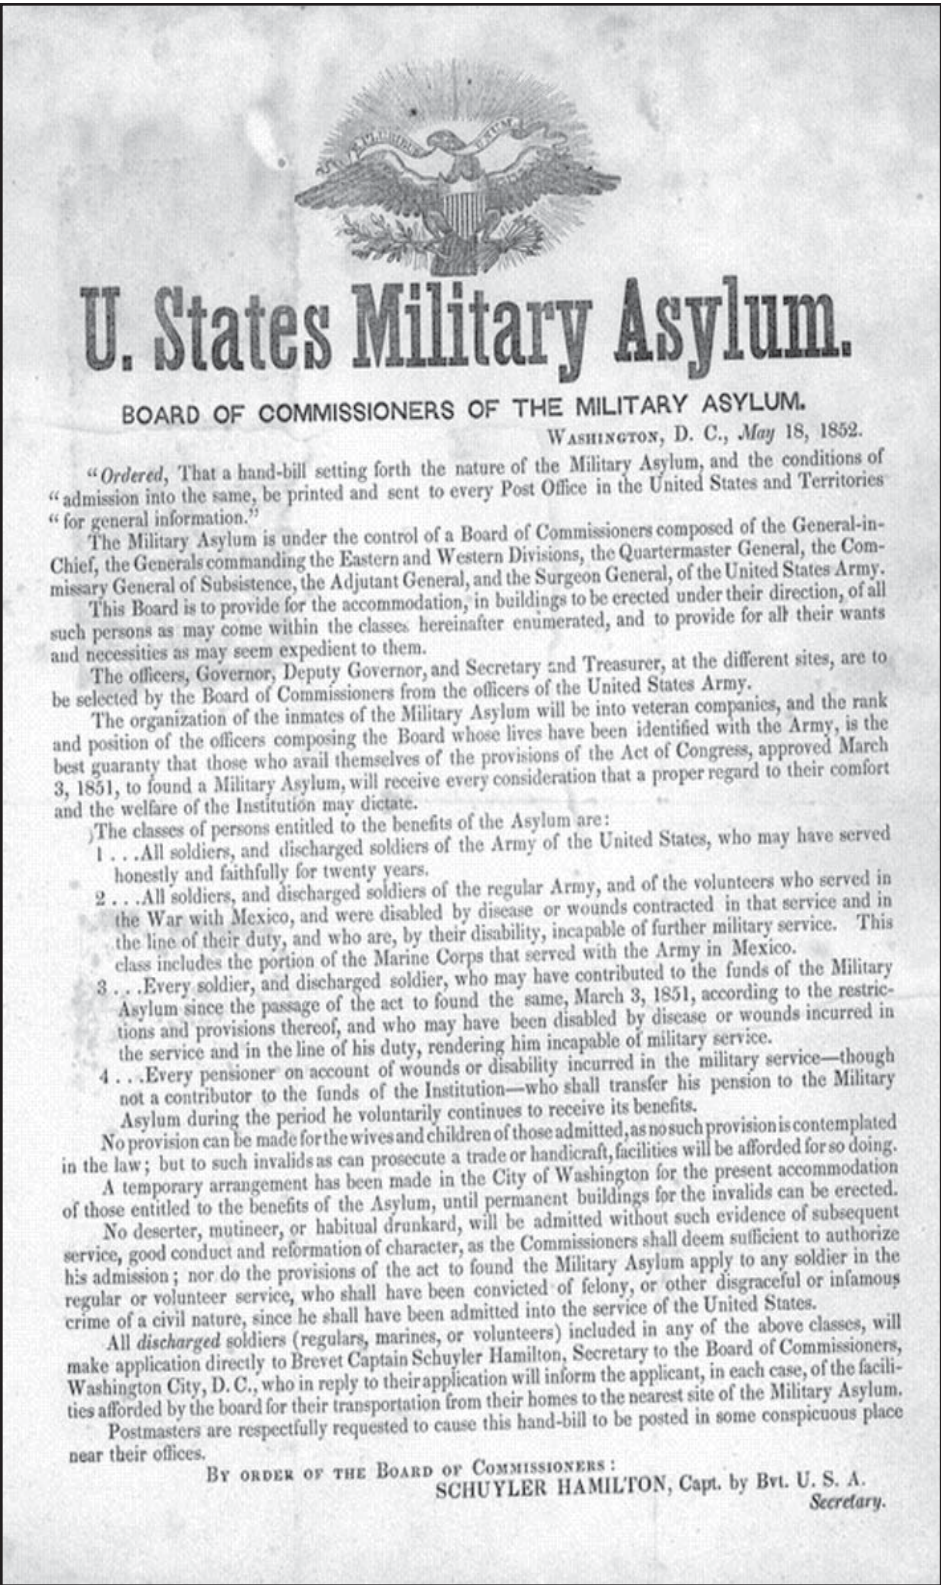 E PLURIBUS UNUM
U. States Military Asylum.
BOARD OF COMMISSIONERS OF THE MILITARY ASYLUM.
WASHINGTON, D. C., May 18, 1852.
"Ordered, That a hand-bill setting forth the nature of the Military Asylum, and the conditions of
"admission into the same, be printed and sent to every Post Office in the United States and Territories
"for general information."
The Military Asylum is under the control of a Board of Commissioners composed of the General-in-
Chief, the Generals commanding the Eastern and Western Divisions, the Quartermaster General, the Com-
missary General of Subsistence, the Adjutant General, and the Surgeon General, of the United States Army.
This Board is to provide for the accommodation, in buildings to be erected under their direction, of all
such persons as may come within the classes hereinafter enumerated, and to provide for all their wants
and necessities as may seem expedient to them.
The officers, Governor, Deputy Governor, and Secretary and Treasurer, at the different sites, are to
be selected by the Board of Commissioners from the officers of the United States Army.
The organization of the inmates of the Military Asylum will be into veteran companies, and the rank
and position of the officers composing the Board whose lives have been identified with the Army, is the
best guaranty that those who avail themselves of the provisions of the Act of Congress, approved March
3, 1851, to found a Military Asylum, will receive every consideration that a proper regard to their comfort
and the welfare of the Institution may dictate.
The classes of persons entitled to the benefits of the Asylum are:
1 . . .All soldiers, and discharged soldiers of the Army of the United States, who may have served
honestly and faithfully for twenty years.
2 . . .All soldiers, and discharged soldiers of the regular Army, and of the volunteers who served in
the War with Mexico, and were disabled by disease or wounds contracted in that service and in
the line of their duty, and who are, by their disability, incapable of further military service. This
class includes the portion of the Marine Corps that served with the Army in Mexico.
3 . . .Every soldier, and discharged soldier, who may have contributed to the funds of the Military
Asylum since the passage of the act to found the same, March 3, 1851, according to the restric-
tions and provisions thereof, and who may have been disabled by disease or wounds incurred in
the service and in the line of his duty, rendering him incapable of military service.
4 . . .Every pensioner on account of wounds or disability incurred in the military service—though
not a contributor to the funds of the Institution—who shall transfer his pension to the Military
Asylum during the period he voluntarily continues to receive its benefits.
No provision can be made for the wives and children of those admitted, as no such provision is contemplated
in the law; but to such invalids as can prosecute a trade or handicraft, facilities will be afforded for so doing.
A temporary arrangement has been made in the City of Washington for the present accommodation
of those entitled to the benefits of the Asylum, until permanent buildings for the invalids can be erected.
No deserter, mutineer, or habitual drunkard, will be admitted without such evidence of subsequent
service, good conduct and reformation of character, as the Commissioners shall deem sufficient to authorize
his admission; nor do the provisions of the act to found the Military Asylum apply to any soldier in the
regular or volunteer service, who shall have been convicted of felony, or other disgraceful or infamous
crime of a civil nature, since he shall have been admitted into the service of the United States.
All discharged soldiers (regulars, marines, or volunteers) included in any of the above classes, will
make application directly to Brevet Captain Schuyler Hamilton, Secretary to the Board of Commissioners,
Washington City, D. C., who in reply to their application will inform the applicant, in each case, of the facili-
ties afforded by the board for their transportation from their homes to the nearest site of the Military Asylum.
Postmasters are respectfully requested to cause this hand-bill to be posted in some conspicuous place
near their offices.
BY ORDER OF THE BOARD OF COMMISSIONERS:
SCHUYLER HAMILTON, Capt. by Bvt. U. S. A.
Secretary.